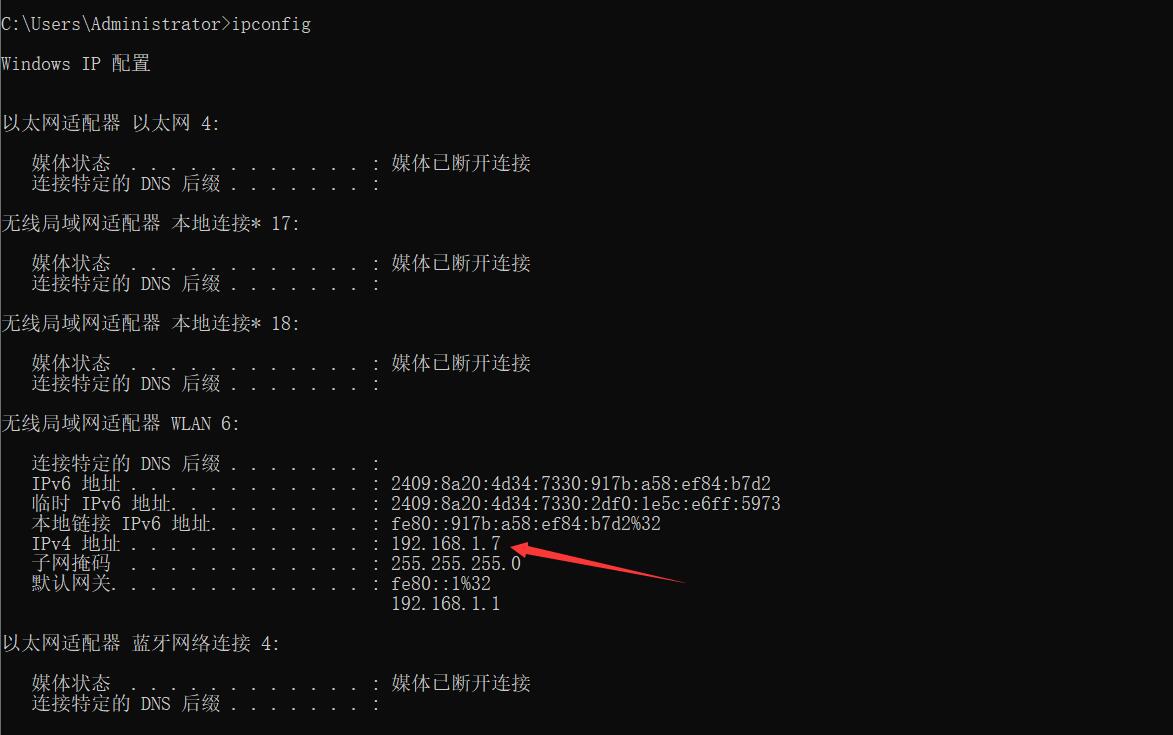 C:\Users\Administrator>ipconfig
Windows IP 配置
以太网适配器 以太网 4:
媒体状态  . . . . . . . . . . . . : 媒体已断开连接
连接特定的 DNS 后缀 . . . . . . . :
无线局域网适配器 本地连接* 17:
媒体状态  . . . . . . . . . . . . : 媒体已断开连接
连接特定的 DNS 后缀 . . . . . . . :
无线局域网适配器 本地连接* 18:
媒体状态  . . . . . . . . . . . . : 媒体已断开连接
连接特定的 DNS 后缀 . . . . . . . :
无线局域网适配器 WLAN 6:
连接特定的 DNS 后缀 . . . . . . . :
IPv6 地址 . . . . . . . . . . . . : 2409:8a20:4d34:7330:917b:a58:ef84:b7d2
临时 IPv6 地址. . . . . . . . . . : 2409:8a20:4d34:7330:2df0:1e5c:e6ff:5973
本地链接 IPv6 地址. . . . . . . . : fe80::917b:a58:ef84:b7d2%32
IPv4 地址 . . . . . . . . . . . . : 192.168.1.7
子网掩码  . . . . . . . . . . . . : 255.255.255.0
默认网关. . . . . . . . . . . . . : fe80::1%32
192.168.1.1
以太网适配器 蓝牙网络连接 4:
媒体状态  . . . . . . . . . . . . : 媒体已断开连接
连接特定的 DNS 后缀 . . . . . . . :